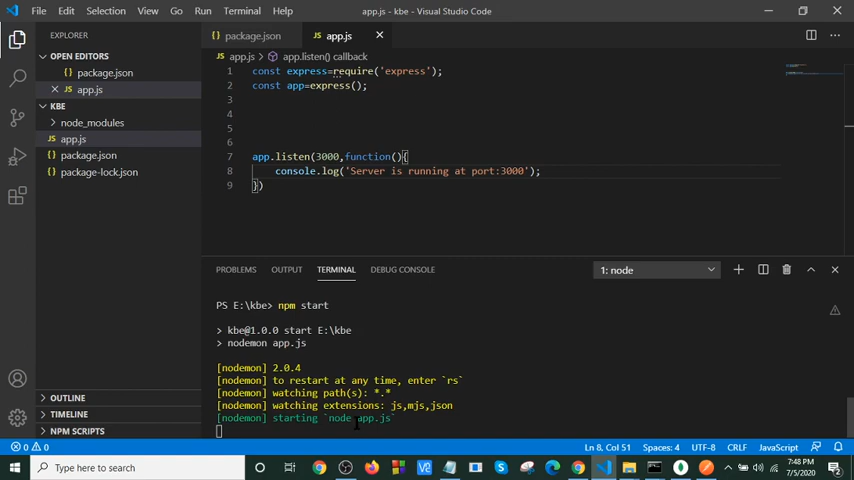 File Edit Selection View Go Run Terminal Help app.js - kbe - Visual Studio Code
EXPLORER
OPEN EDITORS
package.json
JS app.js
KBE
node_modules
JS app.js
package.json
package-lock.json
OUTLINE
TIMELINE
NPM SCRIPTS
package.json JS app.js
JS app.js > app.listen() callback
1 const express=require('express');
2 const app=express();
3
4
5
6
7 app.listen(3000,function(){
8 console.log('Server is running at port:3000');
9 })
PROBLEMS OUTPUT TERMINAL DEBUG CONSOLE 1: node
PS E:\kbe> npm start
> kbe@1.0.0 start E:\kbe
> nodemon app.js
[nodemon] 2.0.4
[nodemon] to restart at any time, enter `rs`
[nodemon] watching path(s): *.*
[nodemon] watching extensions: js,mjs,json
[nodemon] starting `node app.js`
0 0 Ln 8, Col 51 Spaces: 4 UTF-8 CRLF JavaScript
Type here to search
7:48 PM
7/5/2020
2